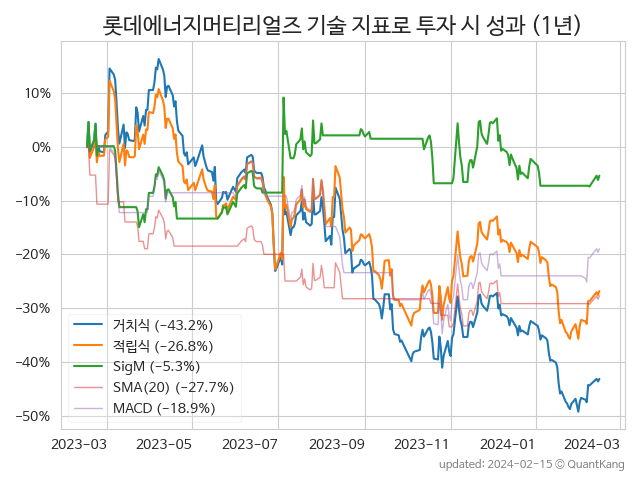 롯데에너지머티리얼즈 기술 지표로 투자 시 성과 (1년)
10%
0%
−10%
−20%
−30%
−40%
−50%
거치식 (−43.2%)
적립식 (−26.8%)
SigM (−5.3%)
SMA(20) (−27.7%)
MACD (−18.9%)
2023−03
2023−05
2023−07
2023−09
2023−11
2024−01
2024−03
updated: 2024−02−15 © QuantKang